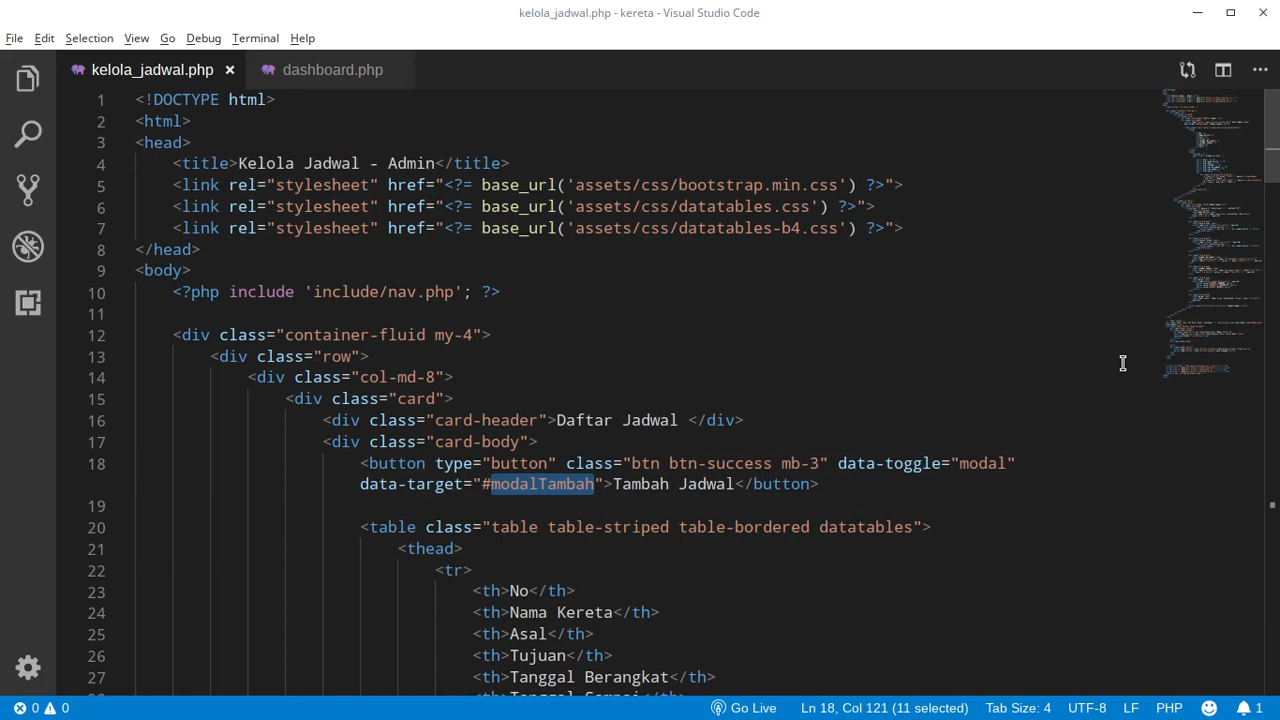 kelola_jadwal.php - kereta - Visual Studio Code
File Edit Selection View Go Debug Terminal Help
kelola_jadwal.php dashboard.php
1 <!DOCTYPE html>
2 <html>
3 <head>
4 <title>Kelola Jadwal - Admin</title>
5 <link rel="stylesheet" href="<?= base_url('assets/css/bootstrap.min.css') ?>">
6 <link rel="stylesheet" href="<?= base_url('assets/css/datatables.css') ?>">
7 <link rel="stylesheet" href="<?= base_url('assets/css/datatables-b4.css') ?>">
8 </head>
9 <body>
10 <?php include 'include/nav.php'; ?>
11
12 <div class="container-fluid my-4">
13 <div class="row">
14 <div class="col-md-8">
15 <div class="card">
16 <div class="card-header">Daftar Jadwal </div>
17 <div class="card-body">
18 <button type="button" class="btn btn-success mb-3" data-toggle="modal"
data-target="#modalTambah">Tambah Jadwal</button>
19
20 <table class="table table-striped table-bordered datatables">
21 <thead>
22 <tr>
23 <th>No</th>
24 <th>Nama Kereta</th>
25 <th>Asal</th>
26 <th>Tujuan</th>
27 <th>Tanggal Berangkat</th>
0 0 Go Live Ln 18, Col 121 (11 selected) Tab Size: 4 UTF-8 LF PHP 1